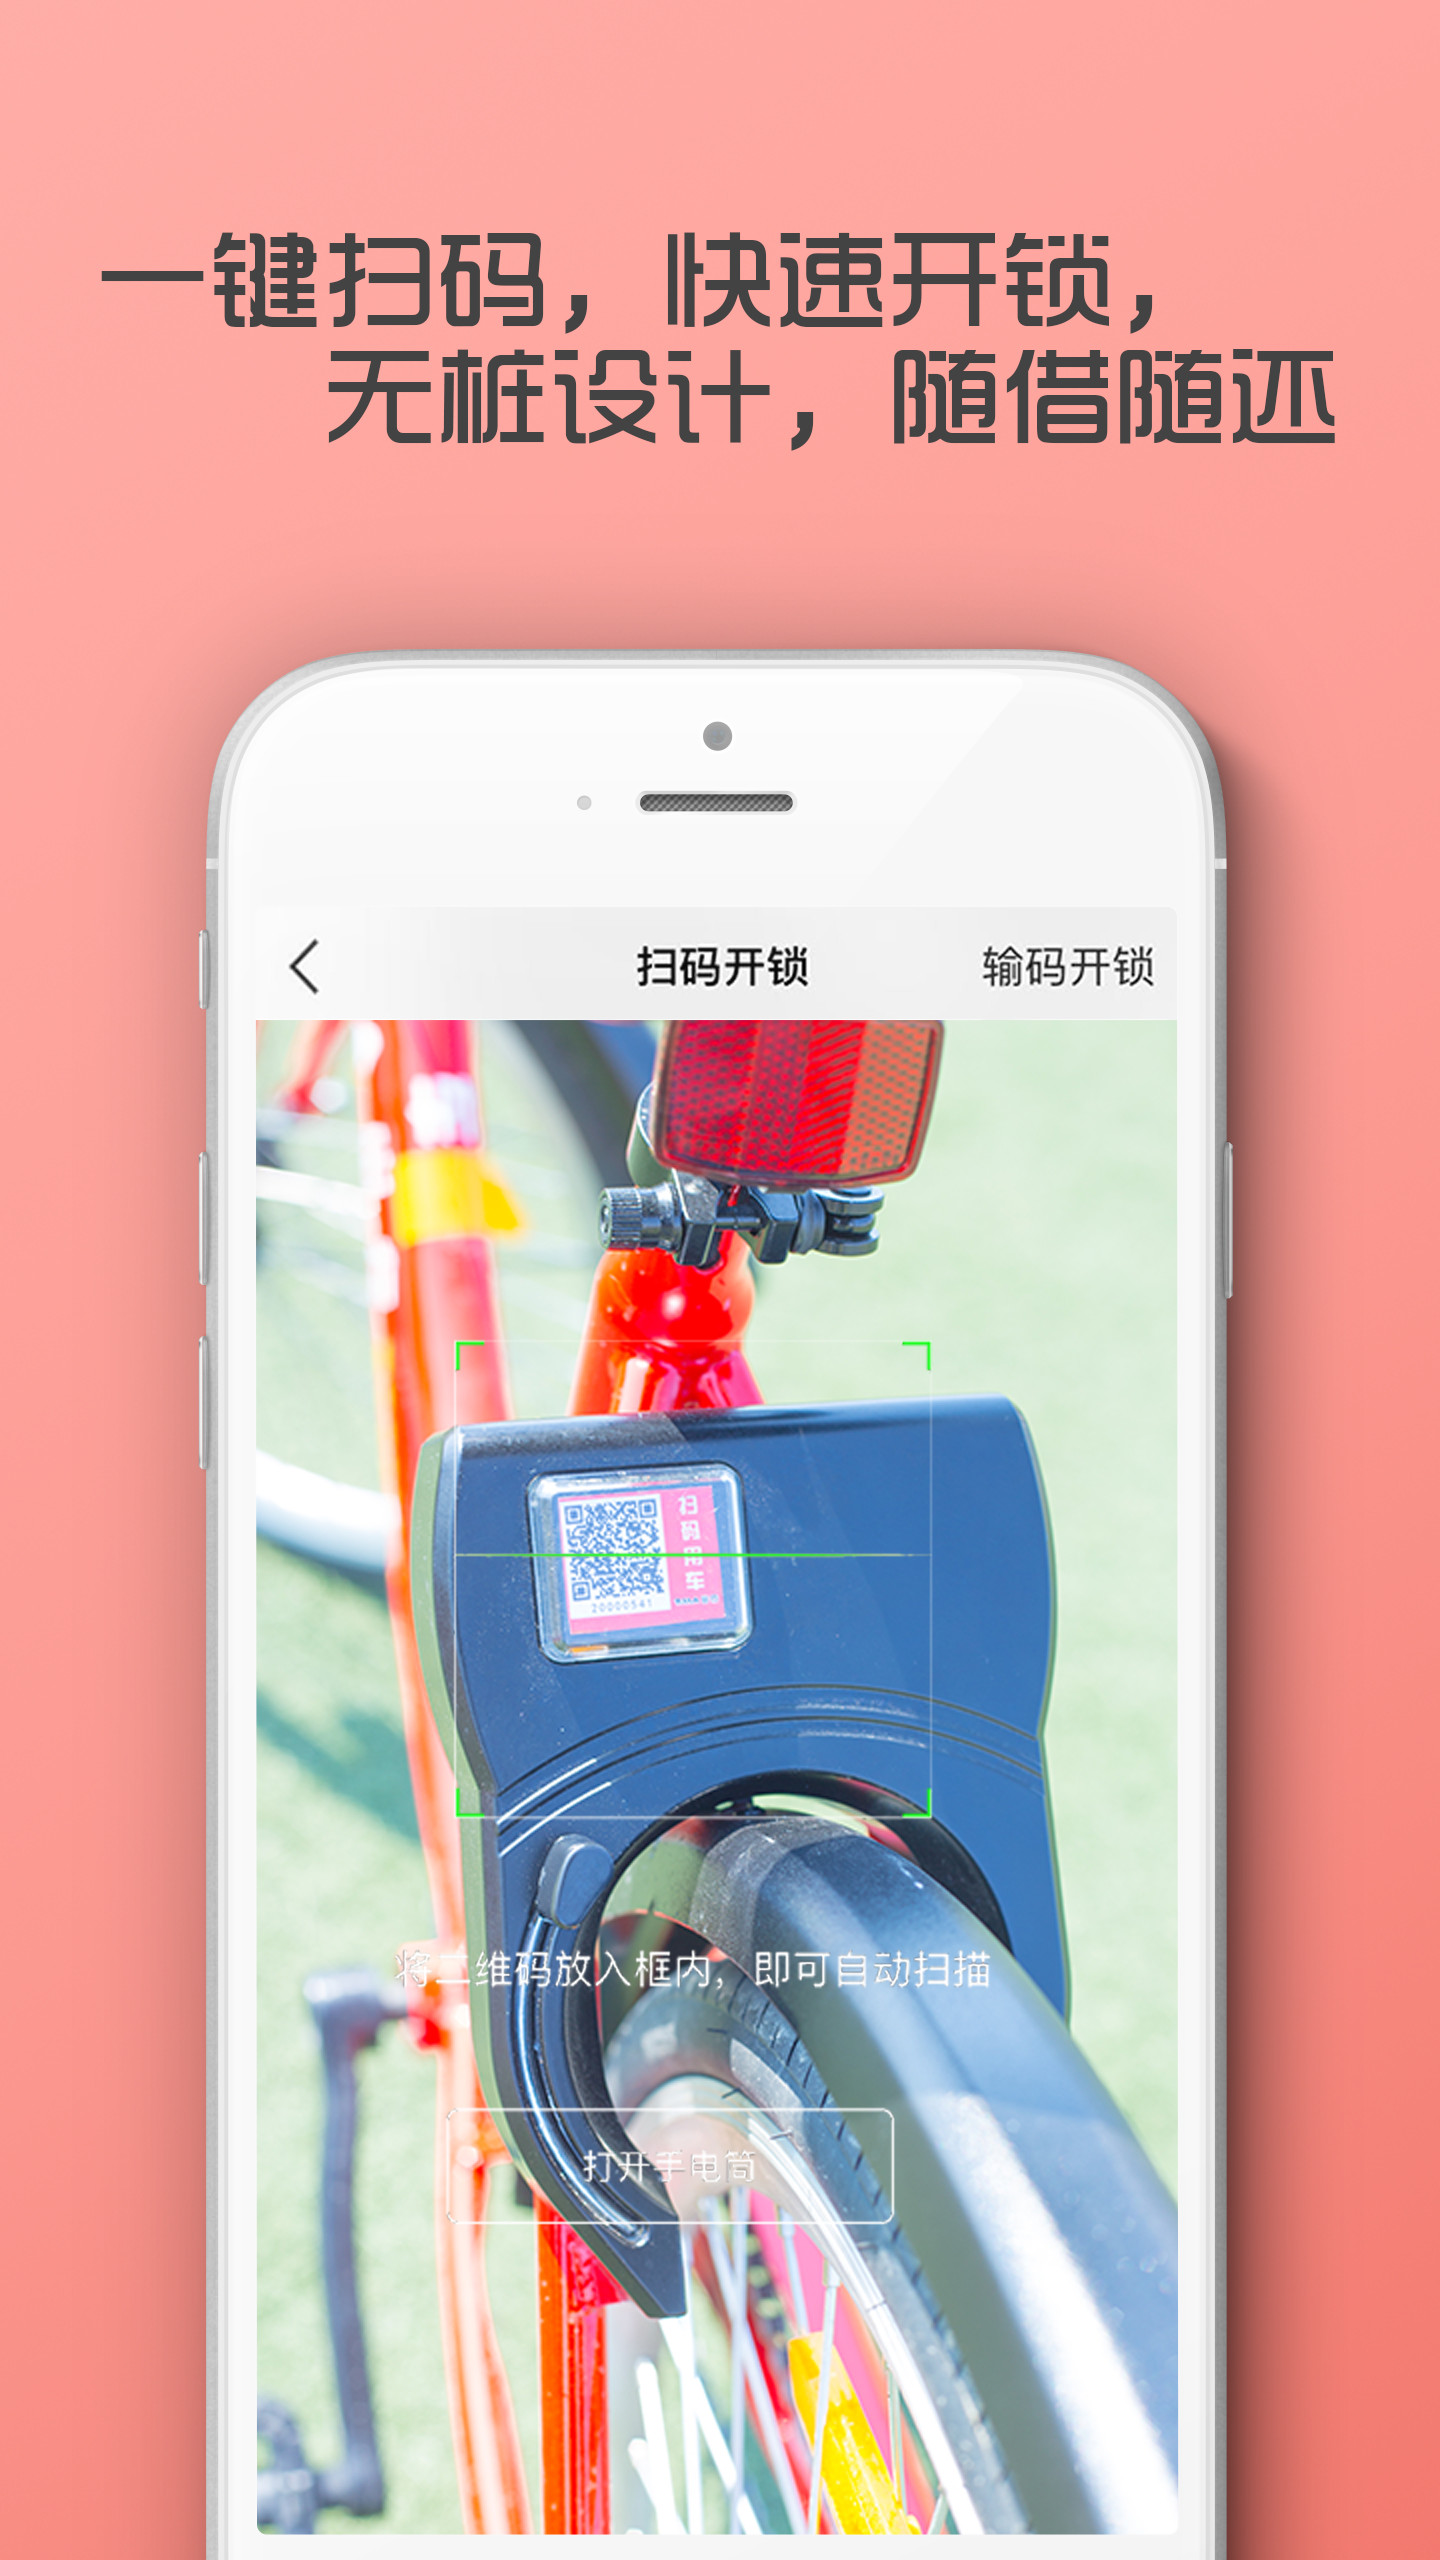 一键扫码，快速开锁，
无桩设计，随借随还
扫码开锁
输码开锁
扫码用车
20000541
将二维码放入框内，即可自动扫描
打开手电筒